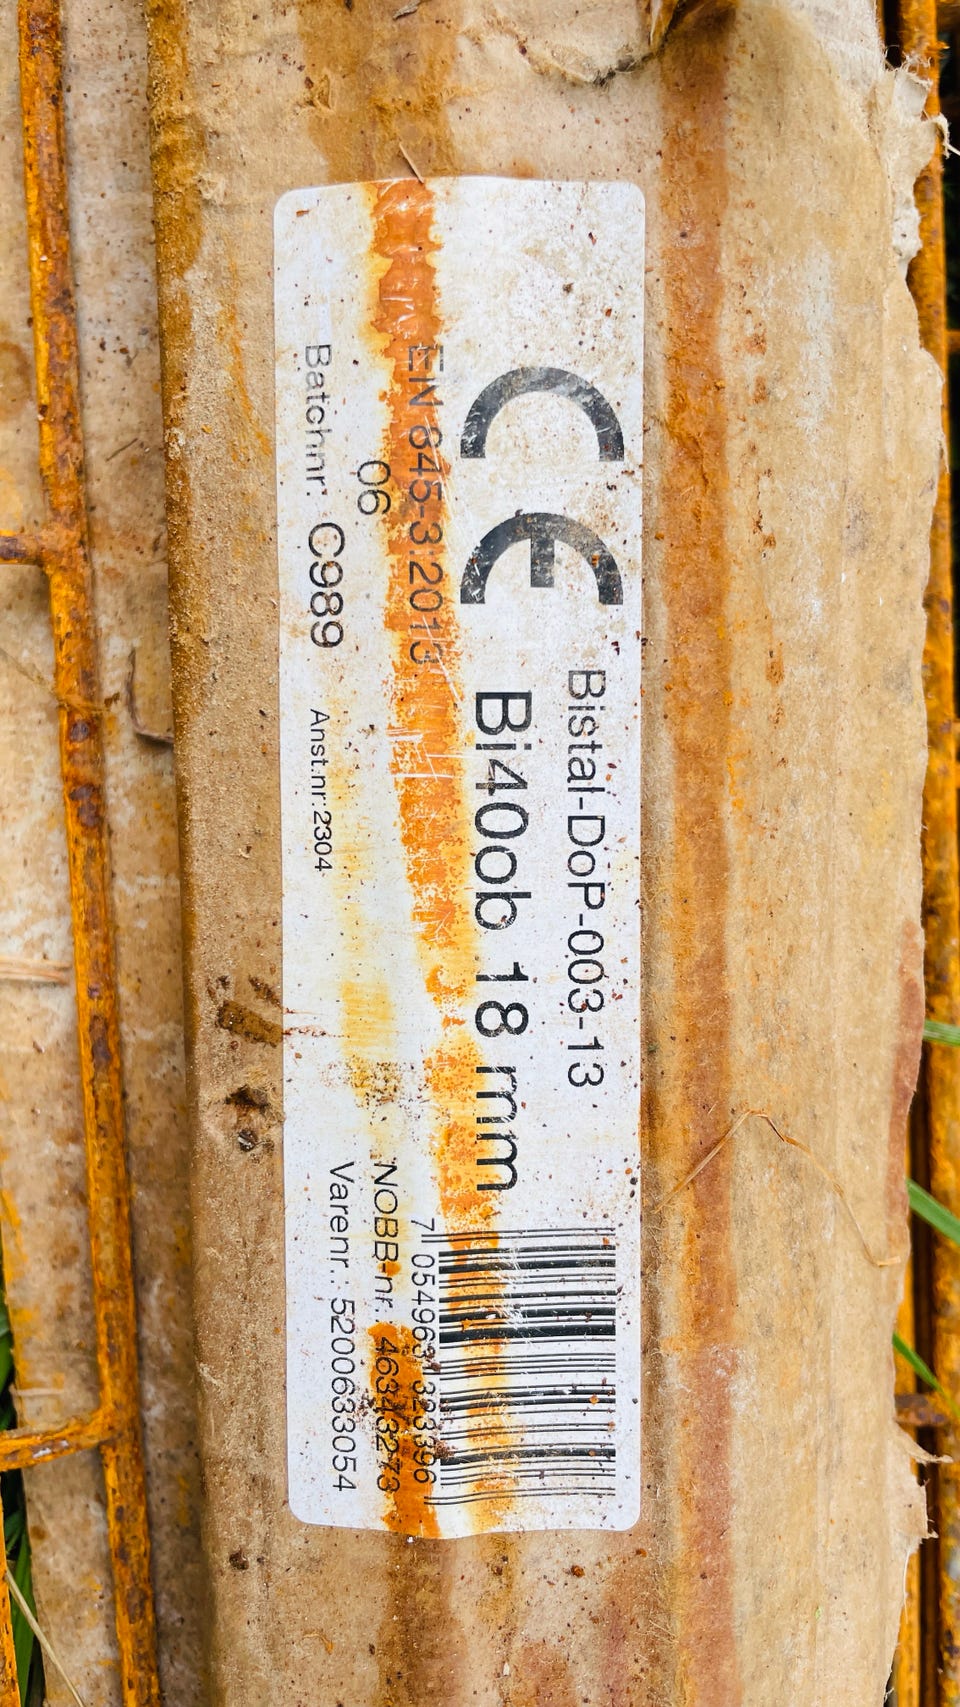 CE
Bistal-DoP-003-13
Bi40ob 18 mm
EN 845-3:2013
06
Batchnr: C989
Anst.nr:2304
7 054963 323396
NOBB-nr. 46343273
Varenr.: 5200633054